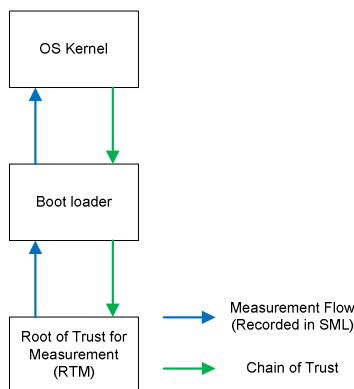 OS Kernel
Boot loader
Root of Trust for
Measurement
(RTM)
Measurement Flow
(Recorded in SML)
Chain of Trust